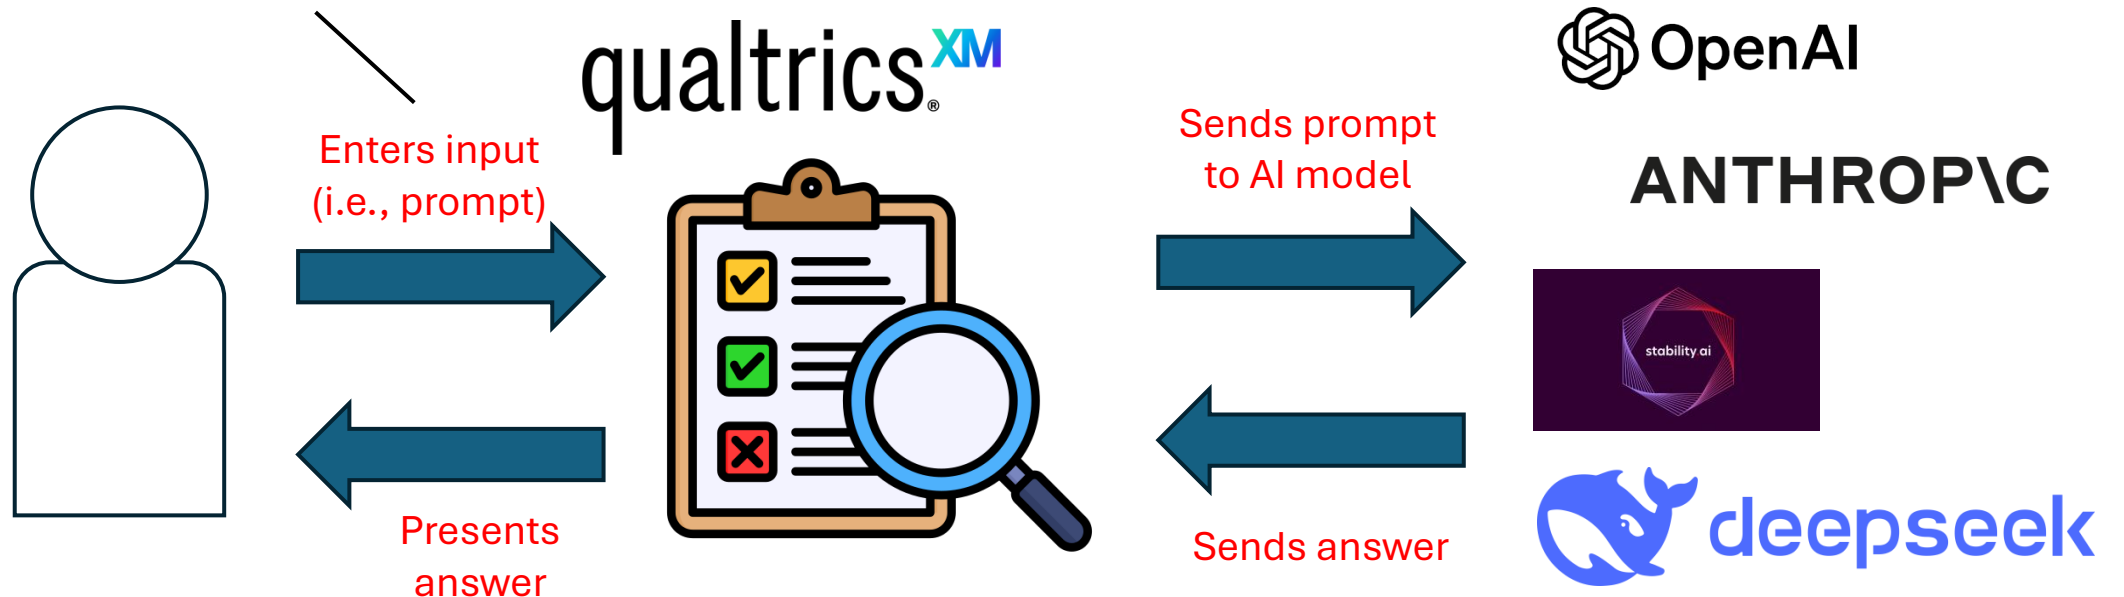 qualtrics XM ®
Enters input
(i.e., prompt)
Presents
answer
Sends prompt
to AI model
Sends answer
OpenAI
ANTHROP\C
stability ai
deepseek